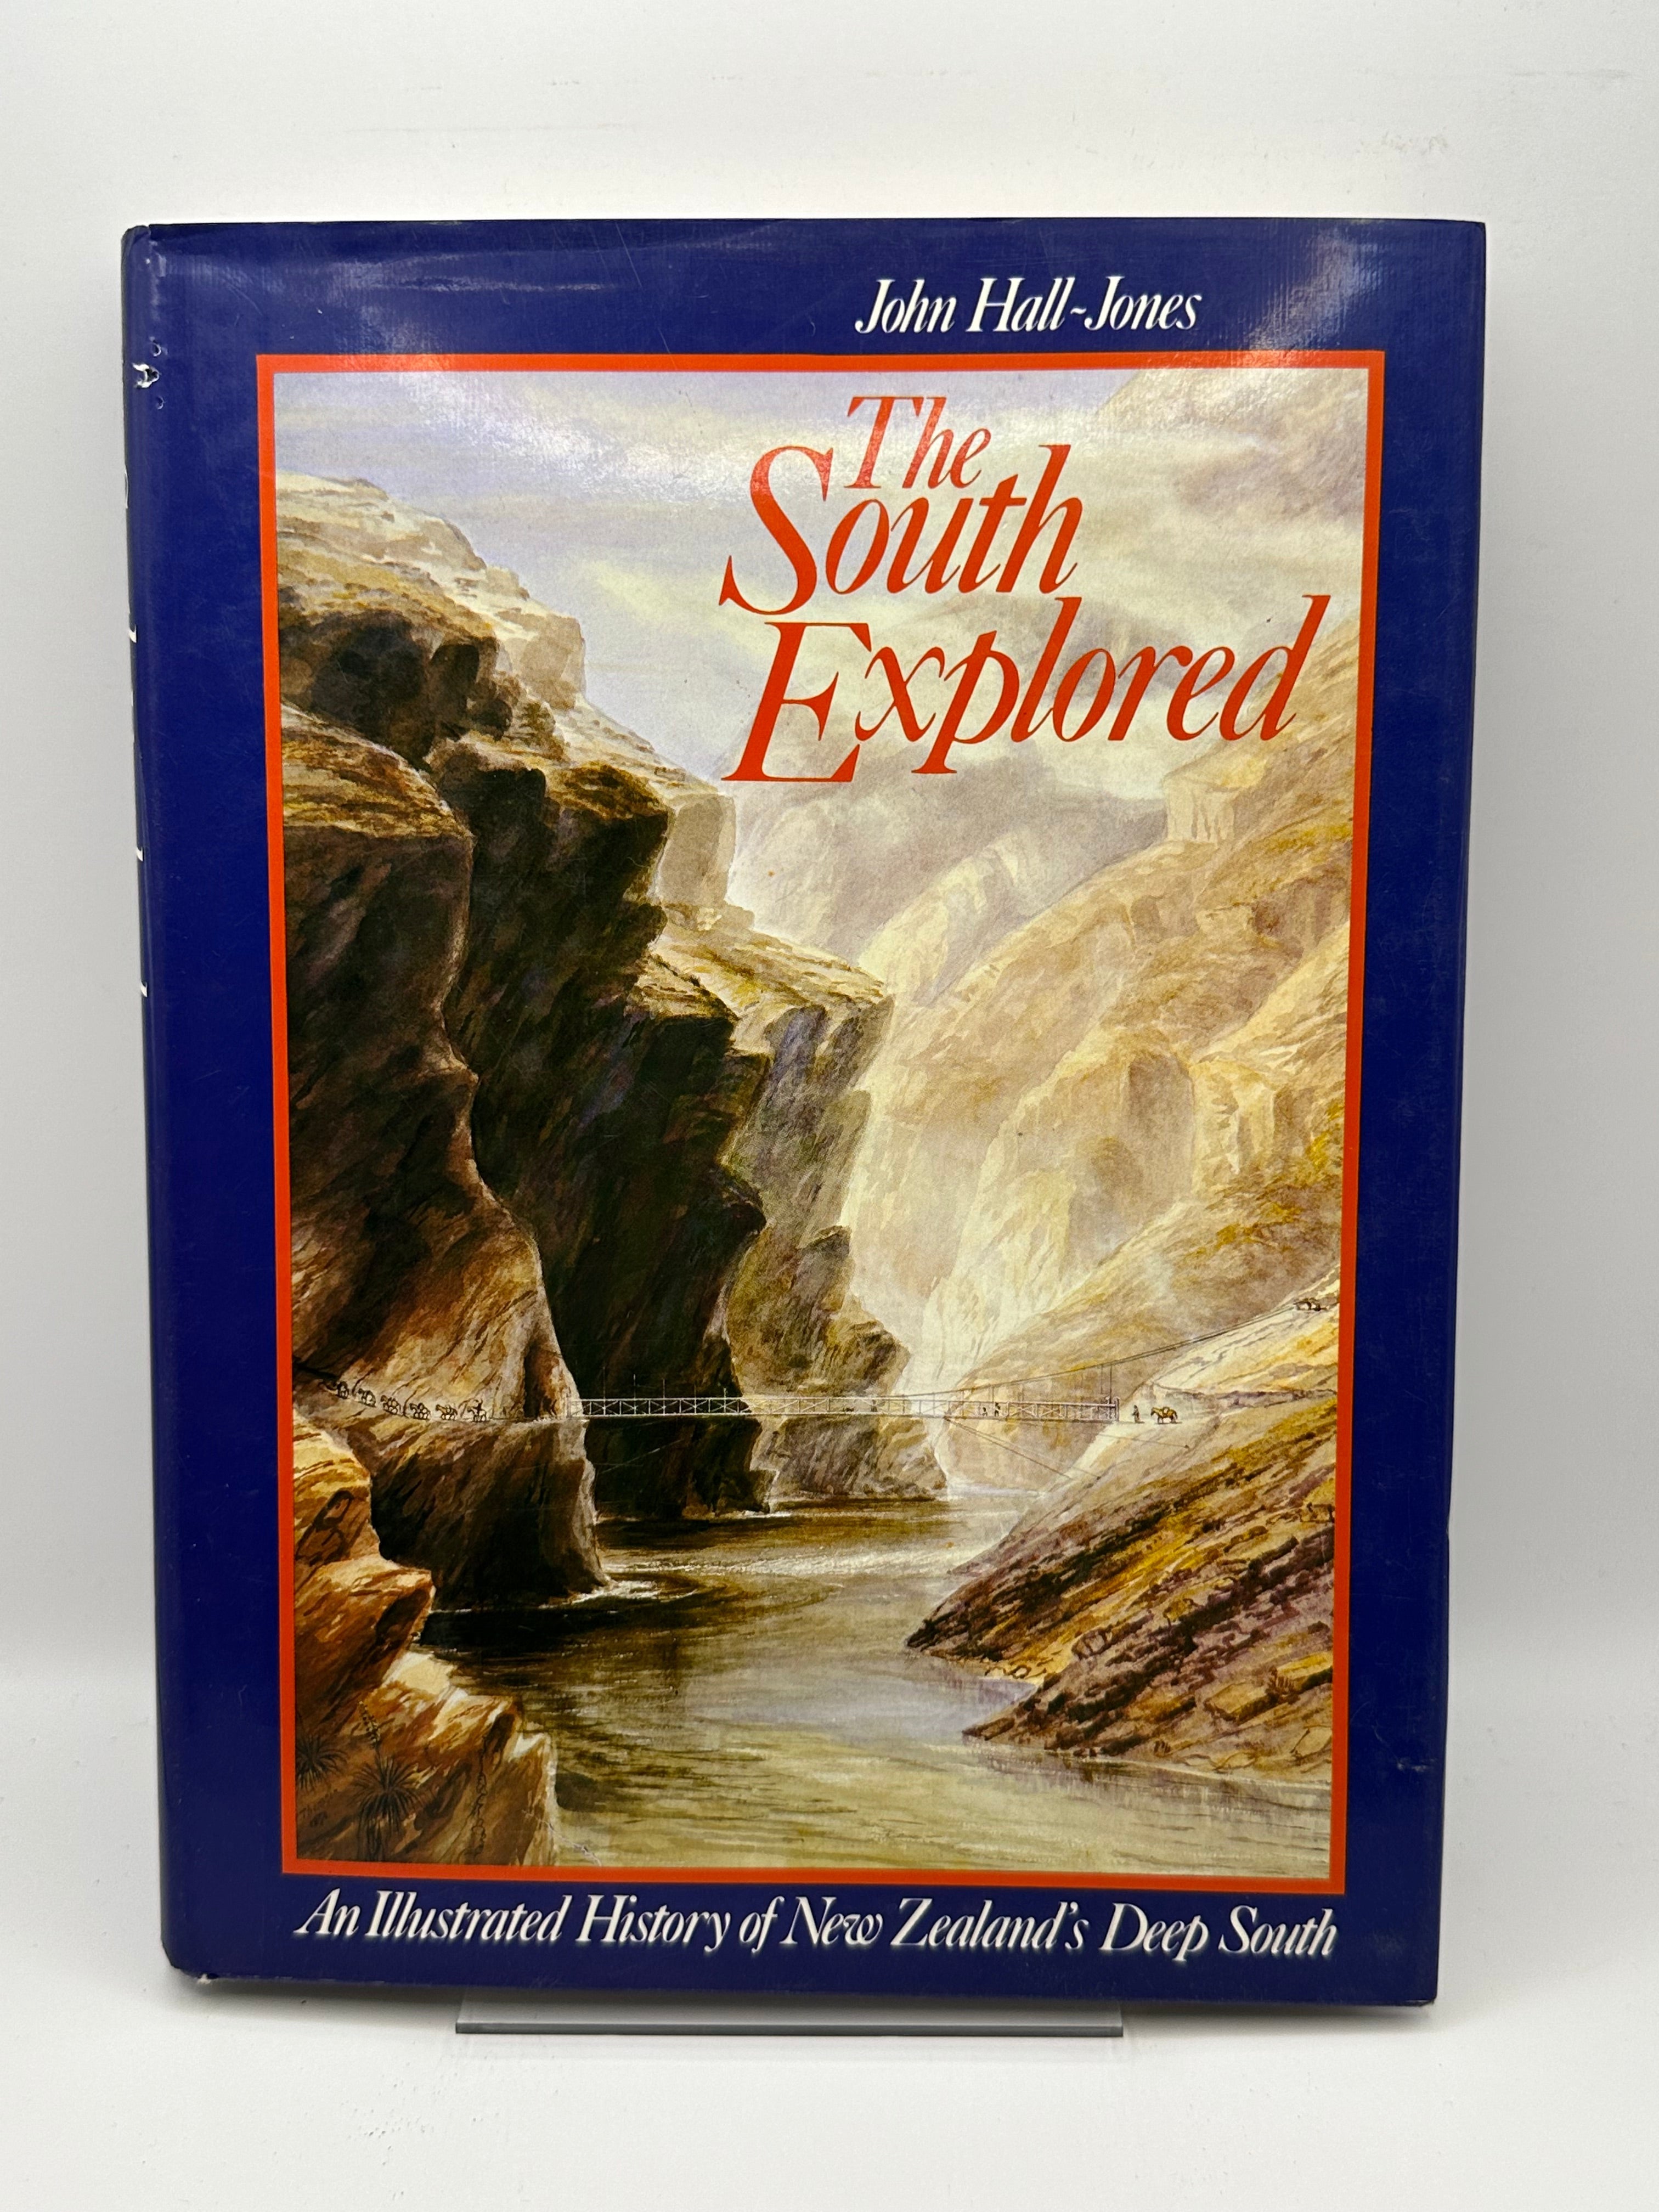 John Hall-Jones
The
South
Explored
An Illustrated History of New Zealand's Deep South